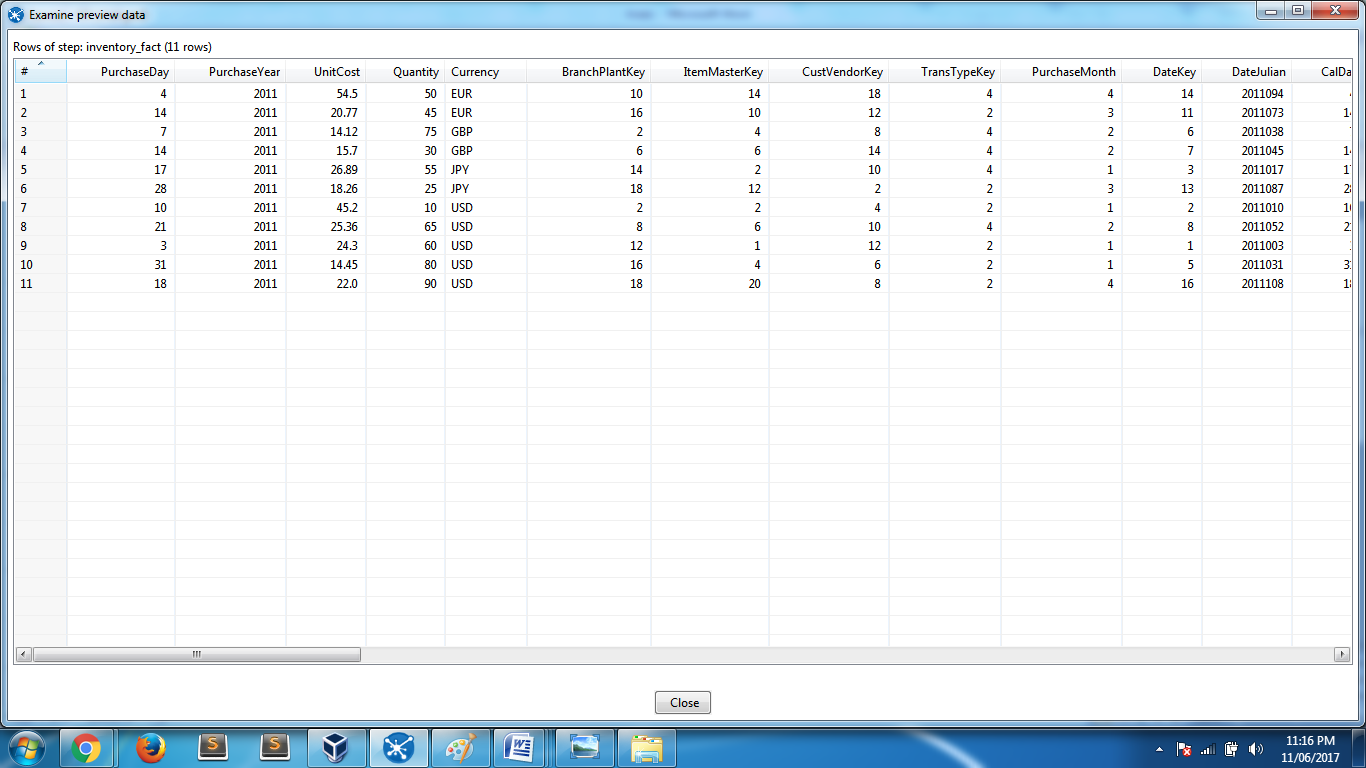 Examine preview data
Rows of step: inventory_fact (11 rows)
# PurchaseDay PurchaseYear UnitCost Quantity Currency BranchPlantKey ItemMasterKey CustVendorKey TransTypeKey PurchaseMonth DateKey DateJulian CalDa
1 4 2011 54.5 50 EUR 10 14 18 4 4 14 2011094
2 14 2011 20.77 45 EUR 16 10 12 2 3 11 2011073
3 7 2011 14.12 75 GBP 2 4 8 4 2 6 2011038
4 14 2011 15.7 30 GBP 6 6 14 4 2 7 2011045
5 17 2011 26.89 55 JPY 14 2 10 4 1 3 2011017
6 28 2011 18.26 25 JPY 18 12 2 2 3 13 2011087
7 10 2011 45.2 10 USD 2 2 4 2 1 2 2011010
8 21 2011 25.36 65 USD 8 6 10 4 2 8 2011052
9 3 2011 24.3 60 USD 12 1 12 2 1 1 2011003
10 31 2011 14.45 80 USD 16 4 6 2 1 5 2011031
11 18 2011 22.0 90 USD 18 20 8 2 4 16 2011108
Close
11:16 PM
11/06/2017